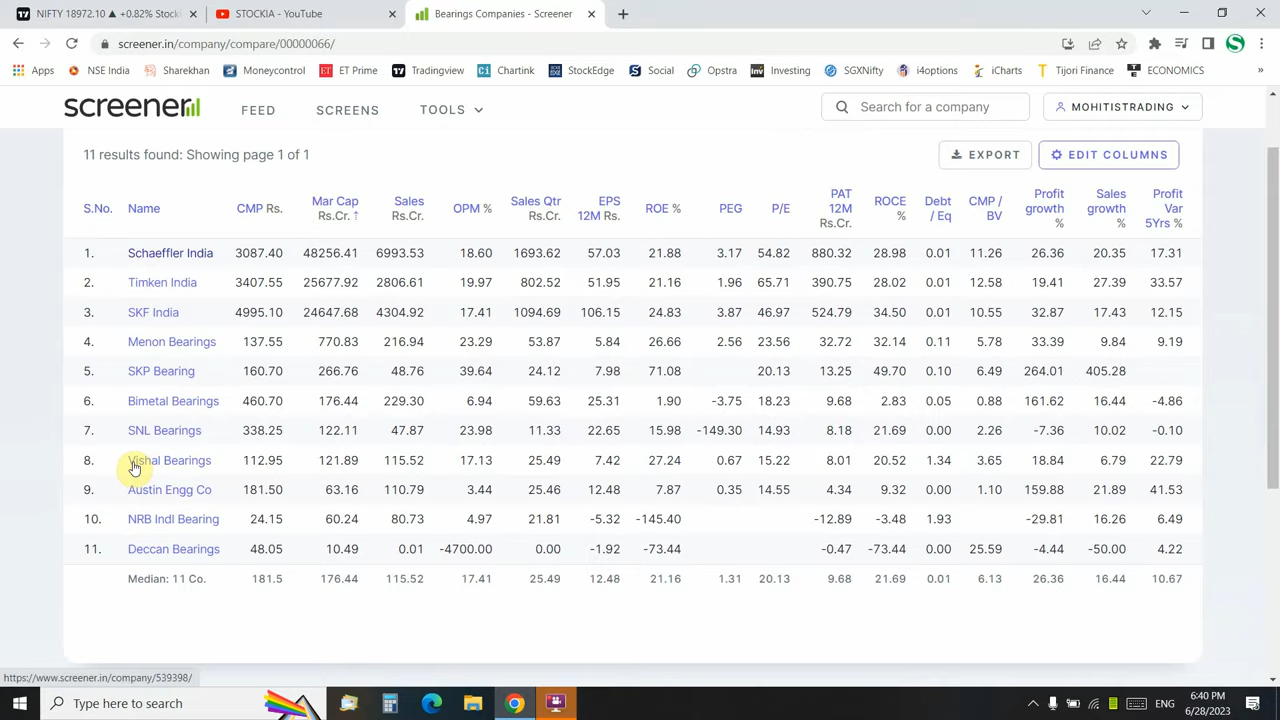 NIFTY 18972.10 ▲ +0.82% Stockl
STOCKIA - YouTube
Bearings Companies - Screener
screener.in/company/compare/00000066/
Apps NSE India Sharekhan Moneycontrol ET Prime Tradingview Chartink StockEdge Social Opstra Investing SGXNifty i4options iCharts Tijori Finance ECONOMICS »
screener FEED SCREENS TOOLS Search for a company MOHITISTRADING
11 results found: Showing page 1 of 1 EXPORT EDIT COLUMNS
S.No. Name CMP Rs. Mar Cap Rs.Cr. ↑ Sales Rs.Cr. OPM % Sales Qtr Rs.Cr. EPS 12M Rs. ROE % PEG P/E PAT 12M Rs.Cr. ROCE % Debt / Eq CMP / BV Profit growth % Sales growth % Profit Var 5Yrs %
1. Schaeffler India 3087.40 48256.41 6993.53 18.60 1693.62 57.03 21.88 3.17 54.82 880.32 28.98 0.01 11.26 26.36 20.35 17.31
2. Timken India 3407.55 25677.92 2806.61 19.97 802.52 51.95 21.16 1.96 65.71 390.75 28.02 0.01 12.58 19.41 27.39 33.57
3. SKF India 4995.10 24647.68 4304.92 17.41 1094.69 106.15 24.83 3.87 46.97 524.79 34.50 0.01 10.55 32.87 17.43 12.15
4. Menon Bearings 137.55 770.83 216.94 23.29 53.87 5.84 26.66 2.56 23.56 32.72 32.14 0.11 5.78 33.39 9.84 9.19
5. SKP Bearing 160.70 266.76 48.76 39.64 24.12 7.98 71.08 20.13 13.25 49.70 0.10 6.49 264.01 405.28
6. Bimetal Bearings 460.70 176.44 229.30 6.94 59.63 25.31 1.90 -3.75 18.23 9.68 2.83 0.05 0.88 161.62 16.44 -4.86
7. SNL Bearings 338.25 122.11 47.87 23.98 11.33 22.65 15.98 -149.30 14.93 8.18 21.69 0.00 2.26 -7.36 10.02 -0.10
8. Vishal Bearings 112.95 121.89 115.52 17.13 25.49 7.42 27.24 0.67 15.22 8.01 20.52 1.34 3.65 18.84 6.79 22.79
9. Austin Engg Co 181.50 63.16 110.79 3.44 25.46 12.48 7.87 0.35 14.55 4.34 9.32 0.00 1.10 159.88 21.89 41.53
10. NRB Indl Bearing 24.15 60.24 80.73 4.97 21.81 -5.32 -145.40 -12.89 -3.48 1.93 -29.81 16.26 6.49
11. Deccan Bearings 48.05 10.49 0.01 -4700.00 0.00 -1.92 -73.44 -0.47 -73.44 0.00 25.59 -4.44 -50.00 4.22
Median: 11 Co. 181.5 176.44 115.52 17.41 25.49 12.48 21.16 1.31 20.13 9.68 21.69 0.01 6.13 26.36 16.44 10.67
https://www.screener.in/company/539398/
Type here to search ENG 6:40 PM
6/28/2023